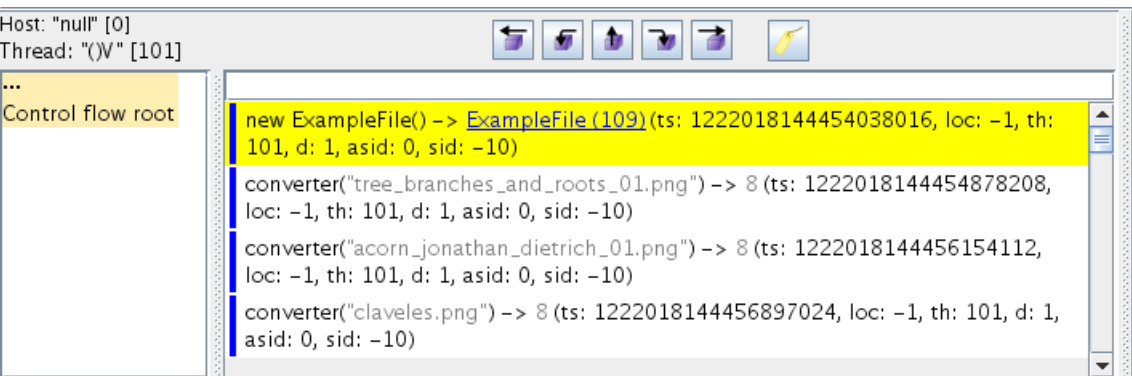 Host: "null" [0]
Thread: "()V" [101]
...
Control flow root
new ExampleFile() -> ExampleFile (109) (ts: 1222018144454038016, loc: -1, th:
101, d: 1, asid: 0, sid: -10)
converter("tree_branches_and_roots_01.png") -> 8 (ts: 1222018144454878208,
loc: -1, th: 101, d: 1, asid: 0, sid: -10)
converter("acorn_jonathan_dietrich_01.png") -> 8 (ts: 1222018144456154112,
loc: -1, th: 101, d: 1, asid: 0, sid: -10)
converter("claveles.png") -> 8 (ts: 1222018144456897024, loc: -1, th: 101, d: 1,
asid: 0, sid: -10)